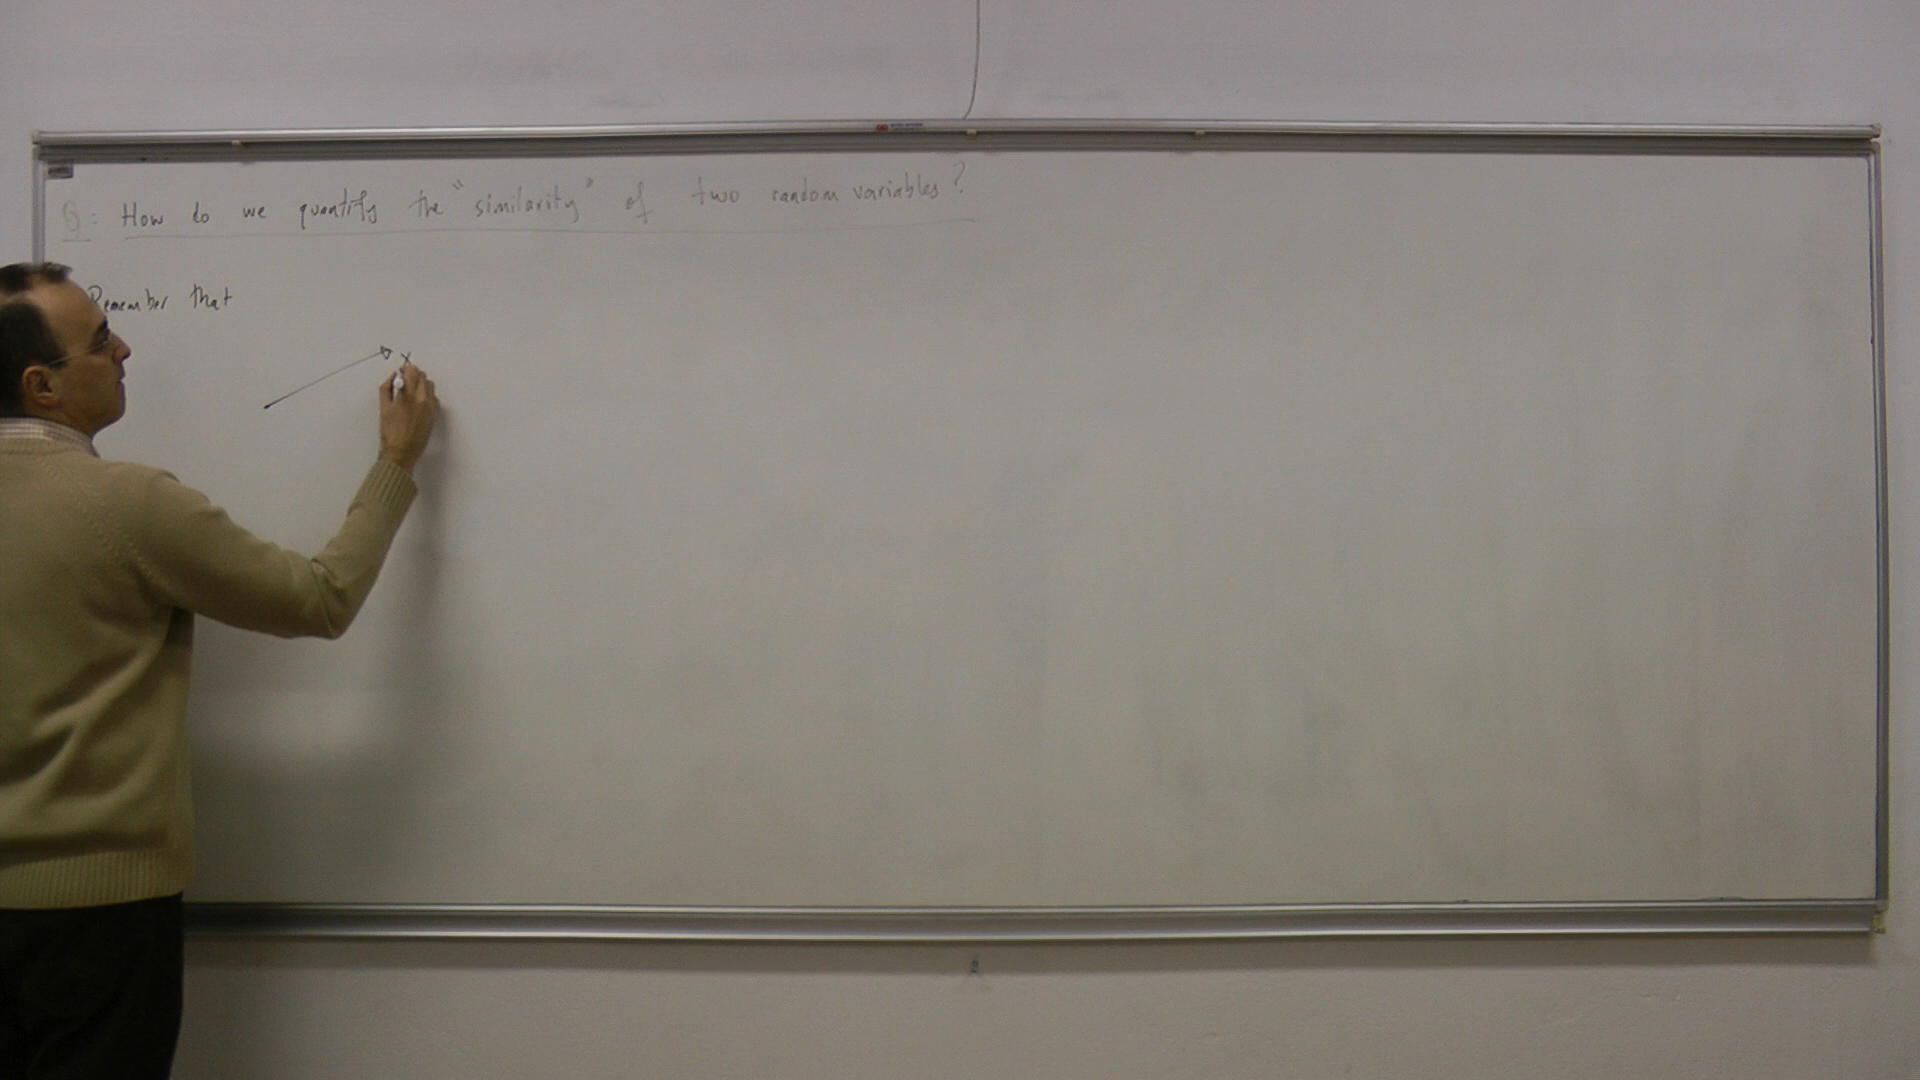 Q: How do we quantify the "similarity" of two random variables?
Remember that
x